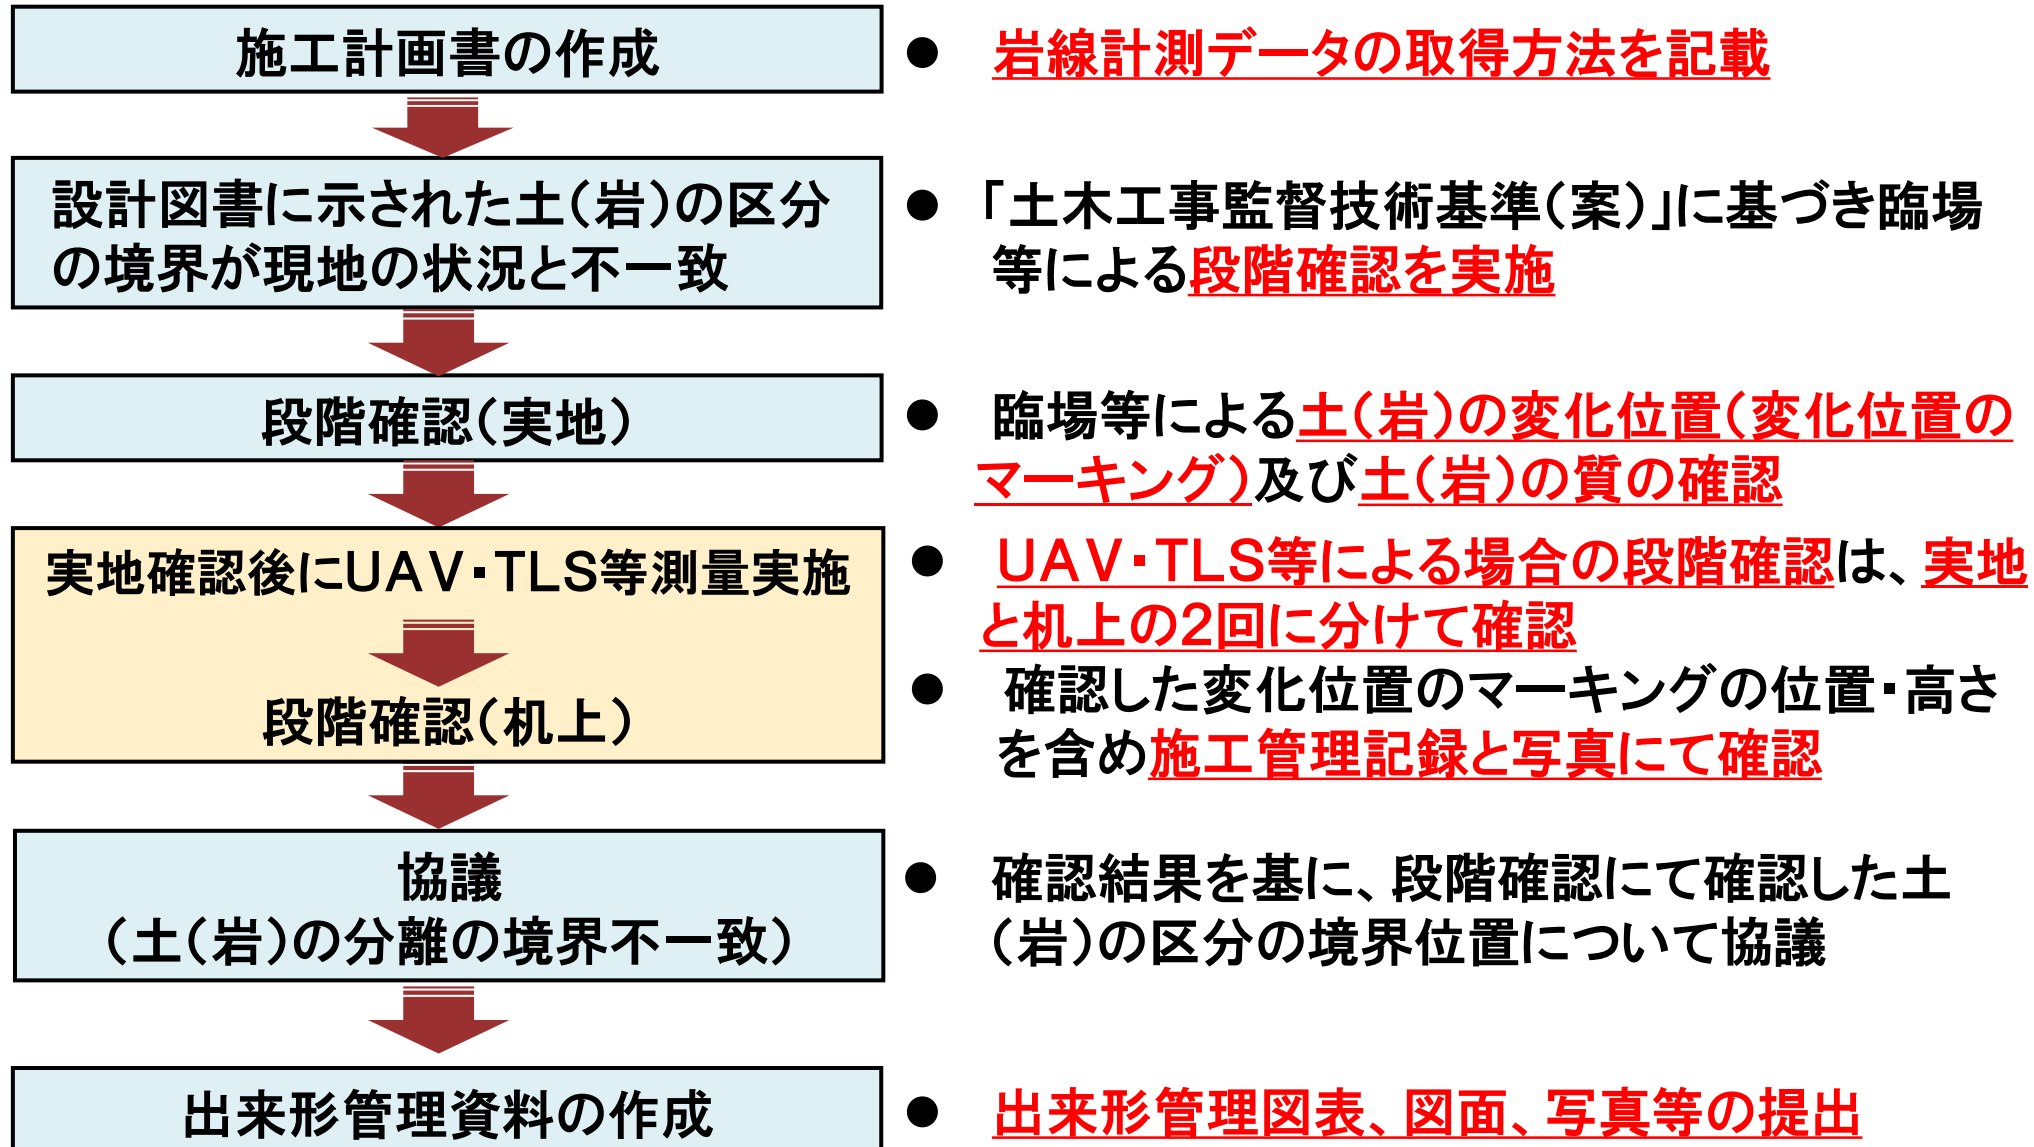 施工計画書の作成
● 岩線計測データの取得方法を記載
設計図書に示された土(岩)の区分
の境界が現地の状況と不一致
● 「土木工事監督技術基準(案)」に基づき臨場
等による段階確認を実施
段階確認(実地)
● 臨場等による土(岩)の変化位置(変化位置の
マーキング)及び土(岩)の質の確認
実地確認後にUAV・TLS等測量実施
段階確認(机上)
● UAV・TLS等による場合の段階確認は、実地
と机上の2回に分けて確認
● 確認した変化位置のマーキングの位置・高さ
を含め施工管理記録と写真にて確認
協議
(土(岩)の分離の境界不一致)
● 確認結果を基に、段階確認にて確認した土
(岩)の区分の境界位置について協議
出来形管理資料の作成
● 出来形管理図表、図面、写真等の提出